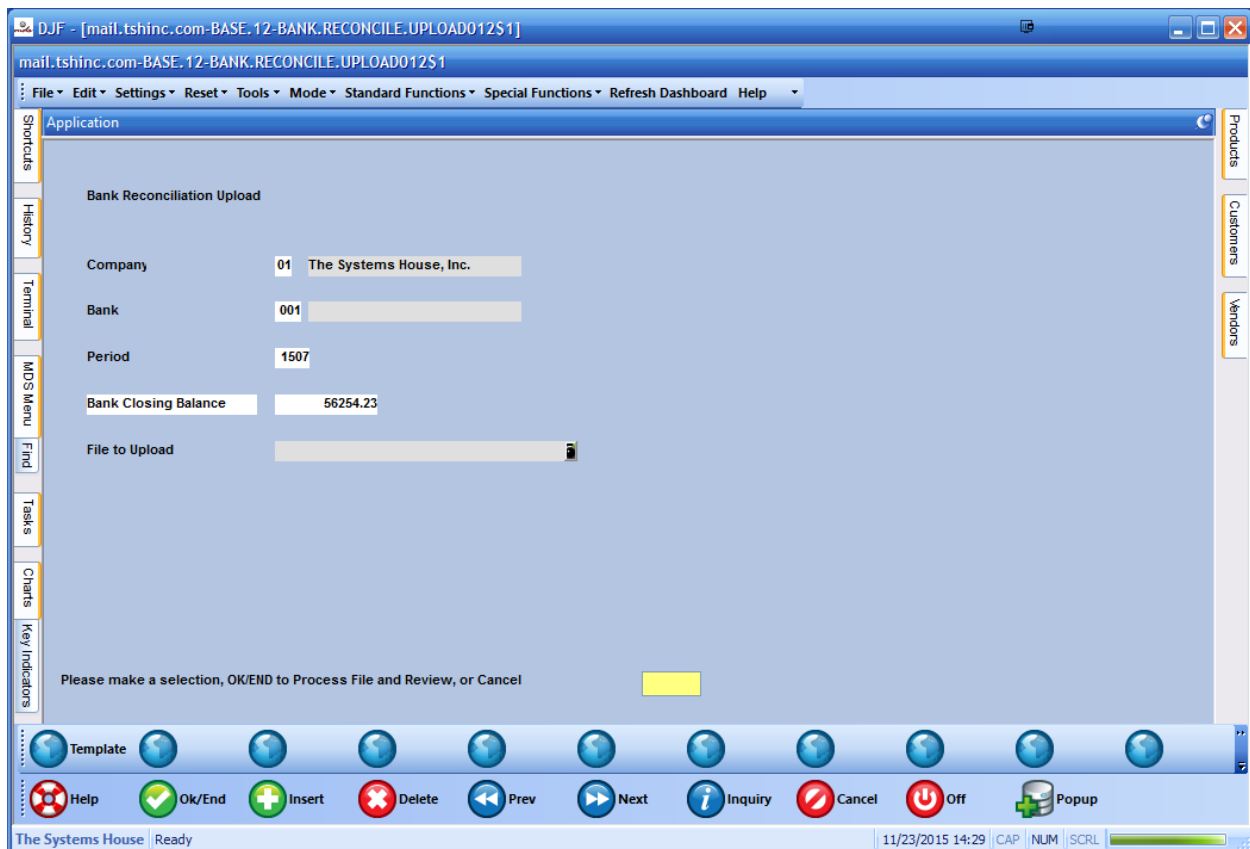 DJF - [mail.tshinc.com-BASE.12-BANK.RECONCILE.UPLOAD012$1]
mail.tshinc.com-BASE.12-BANK.RECONCILE.UPLOAD012$1
File Edit Settings Reset Tools Mode Standard Functions Special Functions Refresh Dashboard Help
Application
Shortcuts
History
Terminal
MDS Menu
Find
Tasks
Charts
Key Indicators
Bank Reconciliation Upload
Company 01 The Systems House, Inc.
Bank 001
Period 1507
Bank Closing Balance 56254.23
File to Upload
Please make a selection, OK/END to Process File and Review, or Cancel
Products
Customers
Vendors
Template
Help Ok/End Insert Delete Prev Next Inquiry Cancel Off Popup
The Systems House Ready 11/23/2015 14:29 CAP NUM SCRL